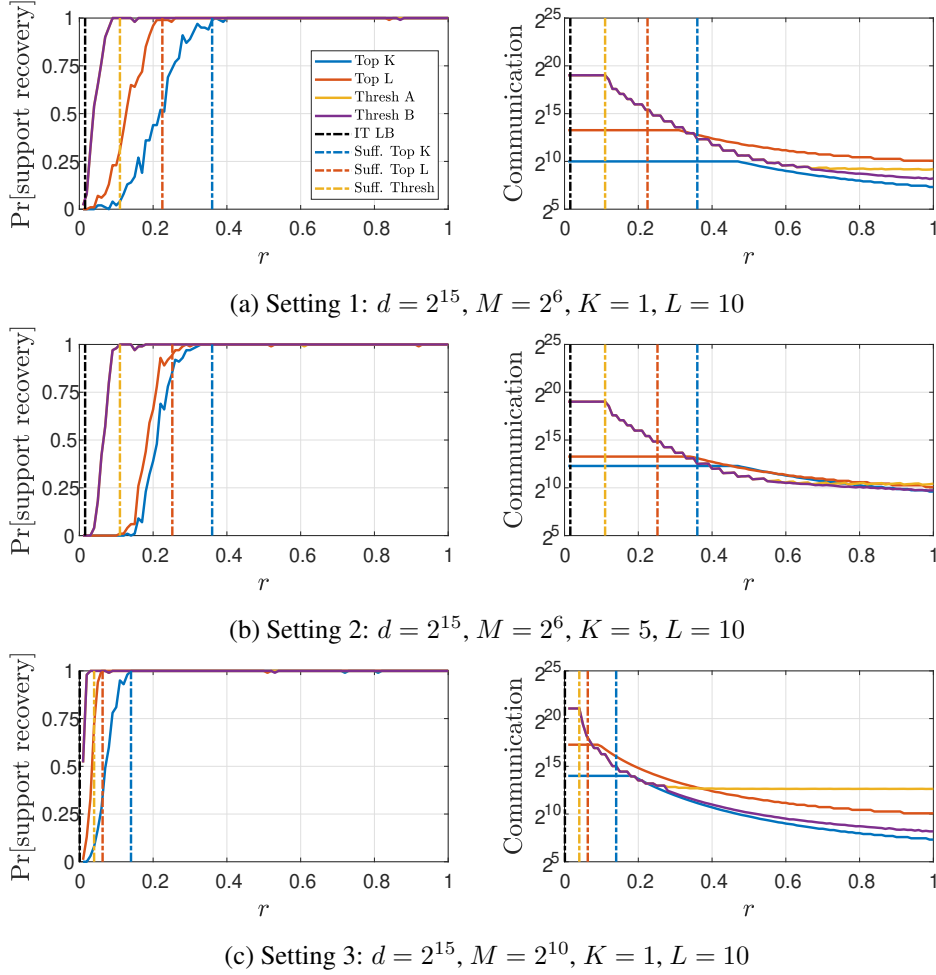 Pr[support recovery]
1
0.75
0.5
0.25
0
0 0.2 0.4 0.6 0.8 1
r
Top K
Top L
Thresh A
Thresh B
IT LB
Suff. Top K
Suff. Top L
Suff. Thresh
Communication
2^25
2^20
2^15
2^10
2^5
0 0.2 0.4 0.6 0.8 1
r
(a) Setting 1: d = 2^15, M = 2^6, K = 1, L = 10
Pr[support recovery]
1
0.75
0.5
0.25
0
0 0.2 0.4 0.6 0.8 1
r
Communication
2^25
2^20
2^15
2^10
2^5
0 0.2 0.4 0.6 0.8 1
r
(b) Setting 2: d = 2^15, M = 2^6, K = 5, L = 10
Pr[support recovery]
1
0.75
0.5
0.25
0
0 0.2 0.4 0.6 0.8 1
r
Communication
2^25
2^20
2^15
2^10
2^5
0 0.2 0.4 0.6 0.8 1
r
(c) Setting 3: d = 2^15, M = 2^10, K = 1, L = 10